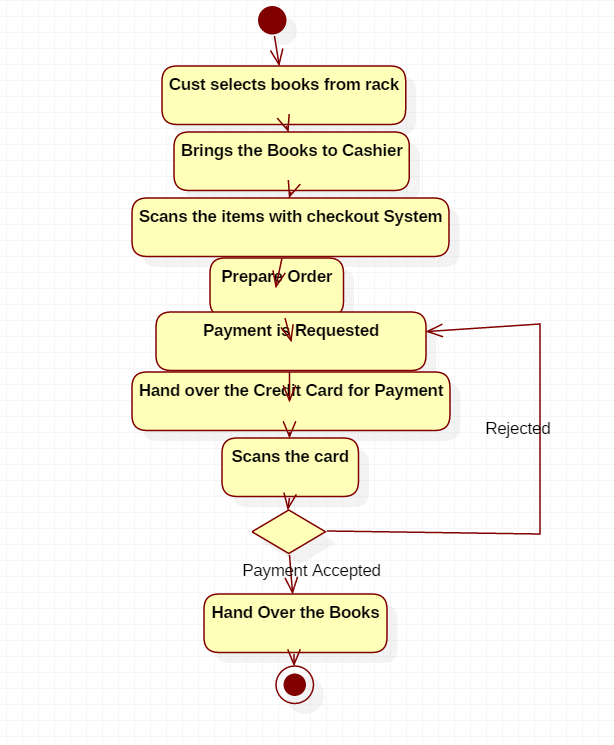 Cust selects books from rack
Brings the Books to Cashier
Scans the items with checkout System
Prepare Order
Payment is Requested
Hand over the Credit Card for Payment
Rejected
Scans the card
Payment Accepted
Hand Over the Books